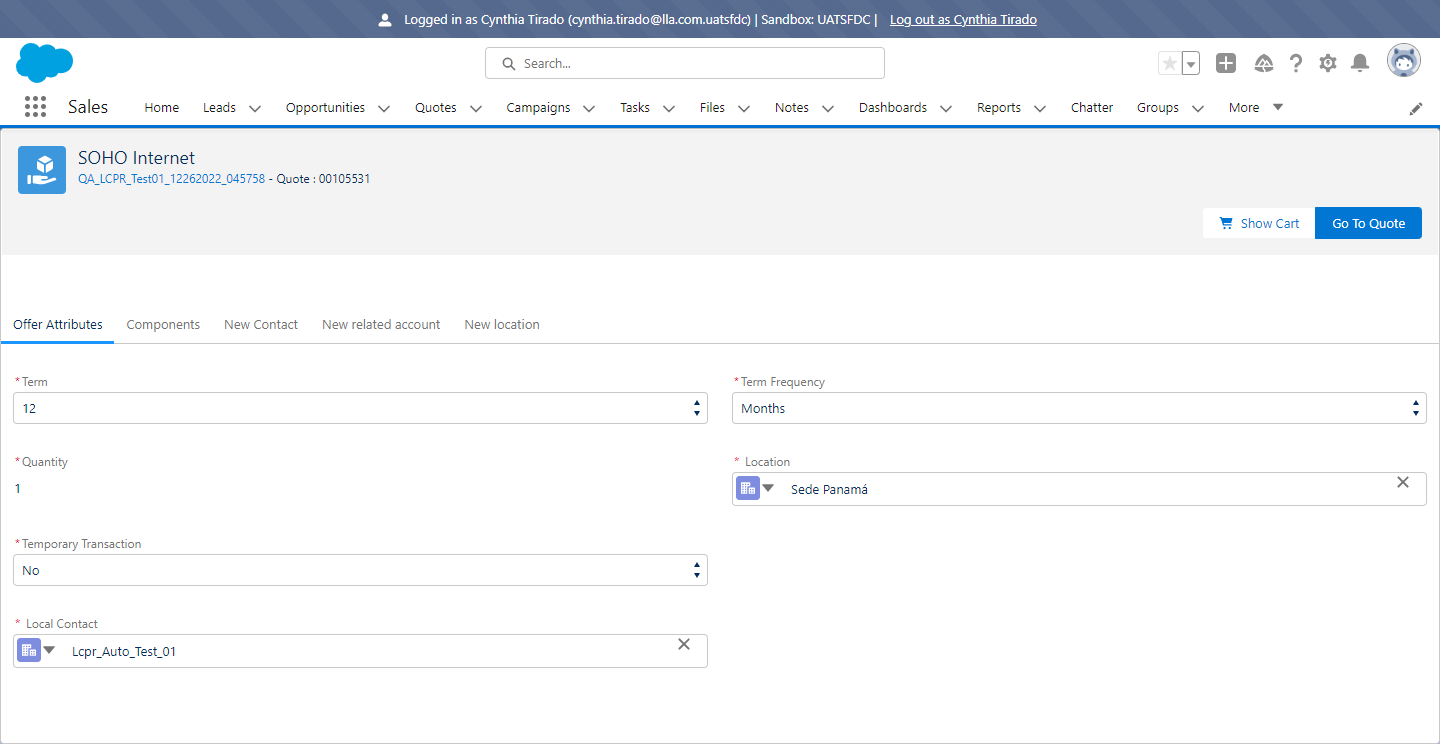 Logged in as Cynthia Tirado (cynthia.tirado@lla.com.uatsfdc) | Sandbox: UATSFDC | Log out as Cynthia Tirado
Search...
Sales Home Leads Opportunities Quotes Campaigns Tasks Files Notes Dashboards Reports Chatter Groups More
SOHO Internet
QA_LCPR_Test01_12262022_045758 - Quote : 00105531
Show Cart Go To Quote
Offer Attributes Components New Contact New related account New location
*Term *Term Frequency
12 Months
*Quantity * Location
1 Sede Panamá
*Temporary Transaction
No
* Local Contact
Lcpr_Auto_Test_01